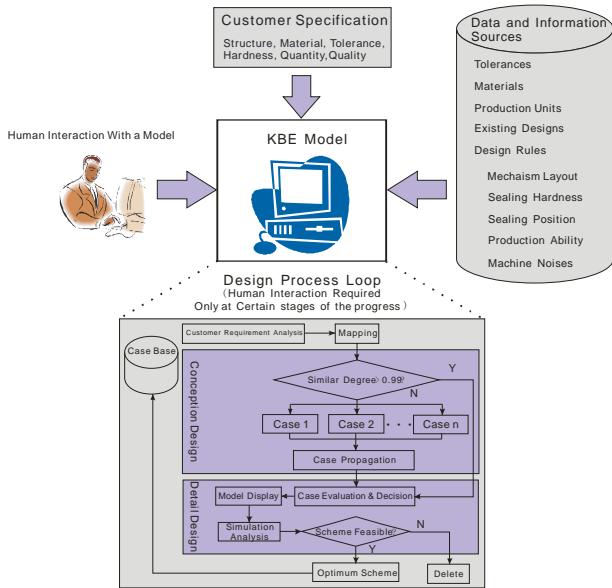 Customer Specification
Structure, Material, Tolerance,
Hardness, Quantity,Quality
Data and Information
Sources
Tolerances
Materials
Production Units
Existing Designs
Design Rules
Mechaism Layout
Sealing Hardness
Sealing Position
Production Ability
Machine Noises
Human Interaction With a Model
KBE Model
Design Process Loop
(Human Interaction Required
Only at Certain stages of the progress)
Case Base
Customer Requirement Analysis
Mapping
Conception Design
Similar Degree〉0.99?
Y
N
Case 1
Case 2
· · ·
Case n
Case Propagation
Detail Design
Model Display
Case Evaluation & Decision
Simulation
Analysis
Scheme Feasible?
N
Y
Optimum Scheme
Delete